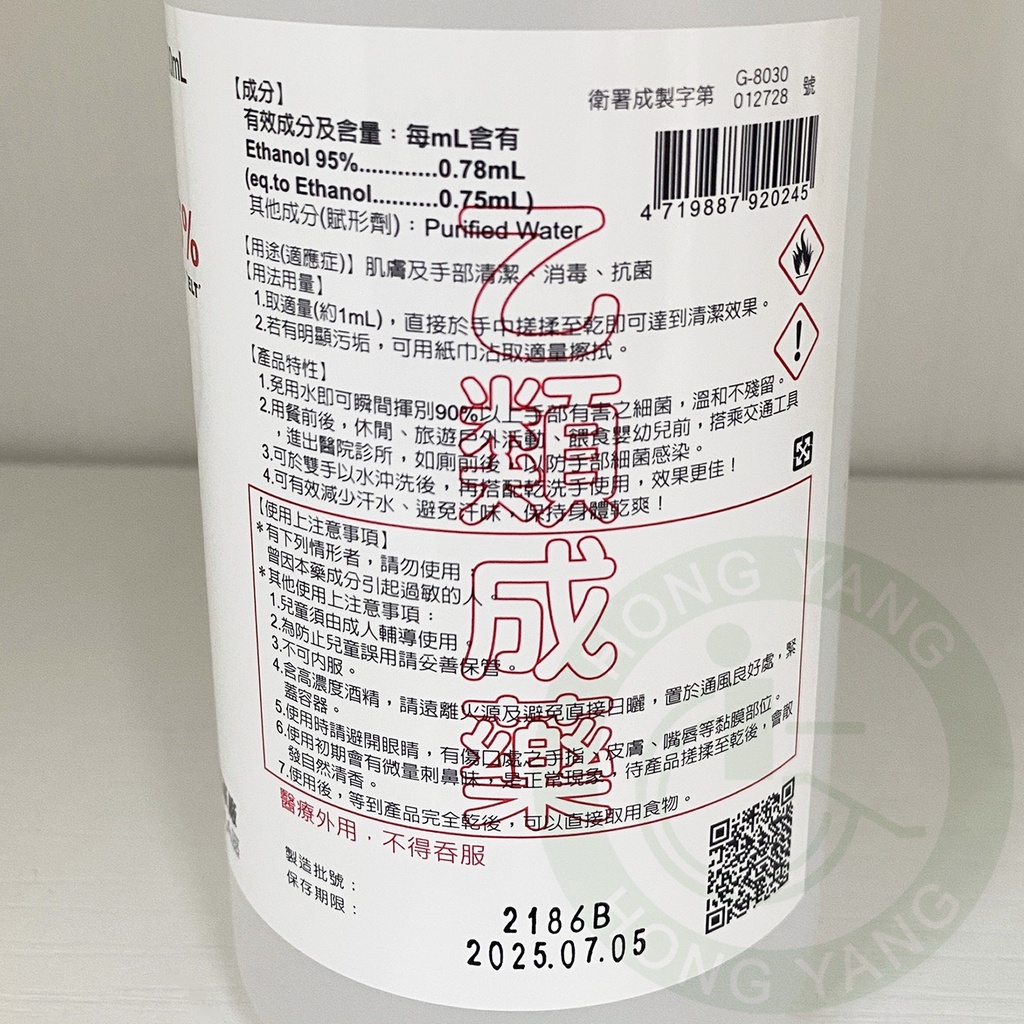 mL
%
【成分】
有效成分及含量：每mL含有
Ethanol 95%............0.78mL
(eq.to Ethanol..........0.75mL)
其他成分(賦形劑)：Purified Water
衛署成製字第 G-8030 012728 號
4 719887 920245
【用途(適應症)】肌膚及手部清潔、消毒、抗菌
【用法用量】
1.取適量(約1mL)，直接於手中搓揉至乾即可達到清潔效果。
2.若有明顯污垢，可用紙巾沾取適量擦拭。
【產品特性】
1.免用水即可瞬間揮別90%以上手部有害之細菌，溫和不殘留。
2.用餐前後，休閒、旅遊戶外活動、餵食嬰幼兒前，搭乘交通工具
，進出醫院診所，如廁前後，以防手部細菌感染。
3.可於雙手以水沖洗後，再搭配乾洗手使用，效果更佳！
4.可有效減少汗水、避免汗味，保持身體乾爽！
【使用上注意事項】
*有下列情形者，請勿使用
曾因本藥成分引起過敏的人。
*其他使用上注意事項：
1.兒童須由成人輔導使用。
2.為防止兒童誤用請妥善保管。
3.不可內服。
4.含高濃度酒精，請遠離火源及避免直接日曬，置於通風良好處，緊
蓋容器。
5.使用時請避開眼睛，有傷口處之手指、皮膚、嘴唇等黏膜部位。
6.使用初期會有微量刺鼻味，是正常現象，待產品搓揉至乾後，會散
發自然清香。
7.使用後，等到產品完全乾後，可以直接取用食物。
乙類成藥
醫療外用．不得吞服
製造批號：
保存期限：
2186B
2025.07.05
HONG YANG
HONG YANG